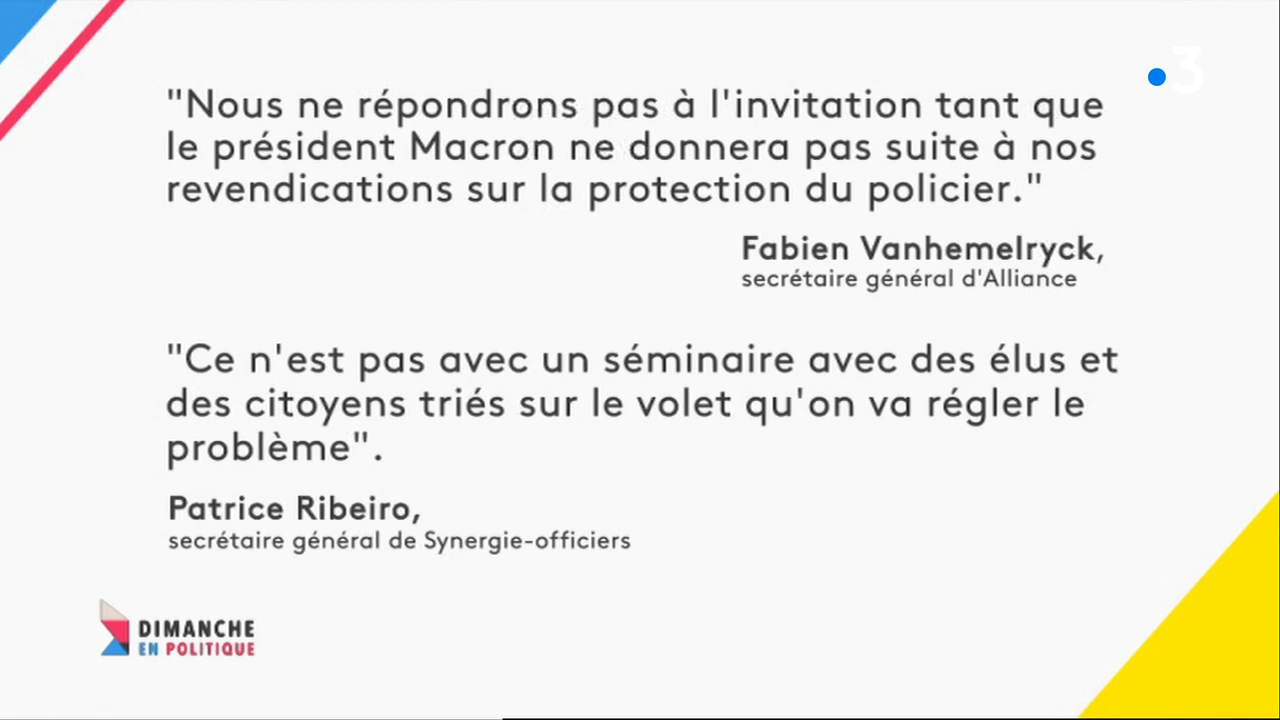 3
"Nous ne répondrons pas à l'invitation tant que
le président Macron ne donnera pas suite à nos
revendications sur la protection du policier."
Fabien Vanhemelryck,
secrétaire général d'Alliance
"Ce n'est pas avec un séminaire avec des élus et
des citoyens triés sur le volet qu'on va régler le
problème".
Patrice Ribeiro,
secrétaire général de Synergie-officiers
DIMANCHE
EN POLITIQUE